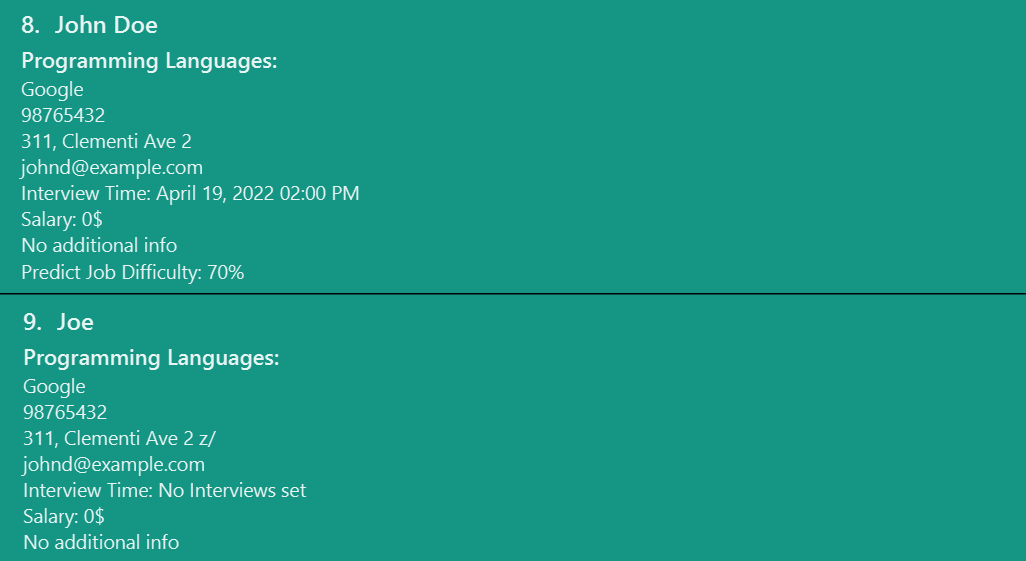 8. John Doe
Programming Languages:
Google
98765432
311, Clementi Ave 2
johnd@example.com
Interview Time: April 19, 2022 02:00 PM
Salary: 0$
No additional info
Predict Job Difficulty: 70%
9. Joe
Programming Languages:
Google
98765432
311, Clementi Ave 2 z/
johnd@example.com
Interview Time: No Interviews set
Salary: 0$
No additional info